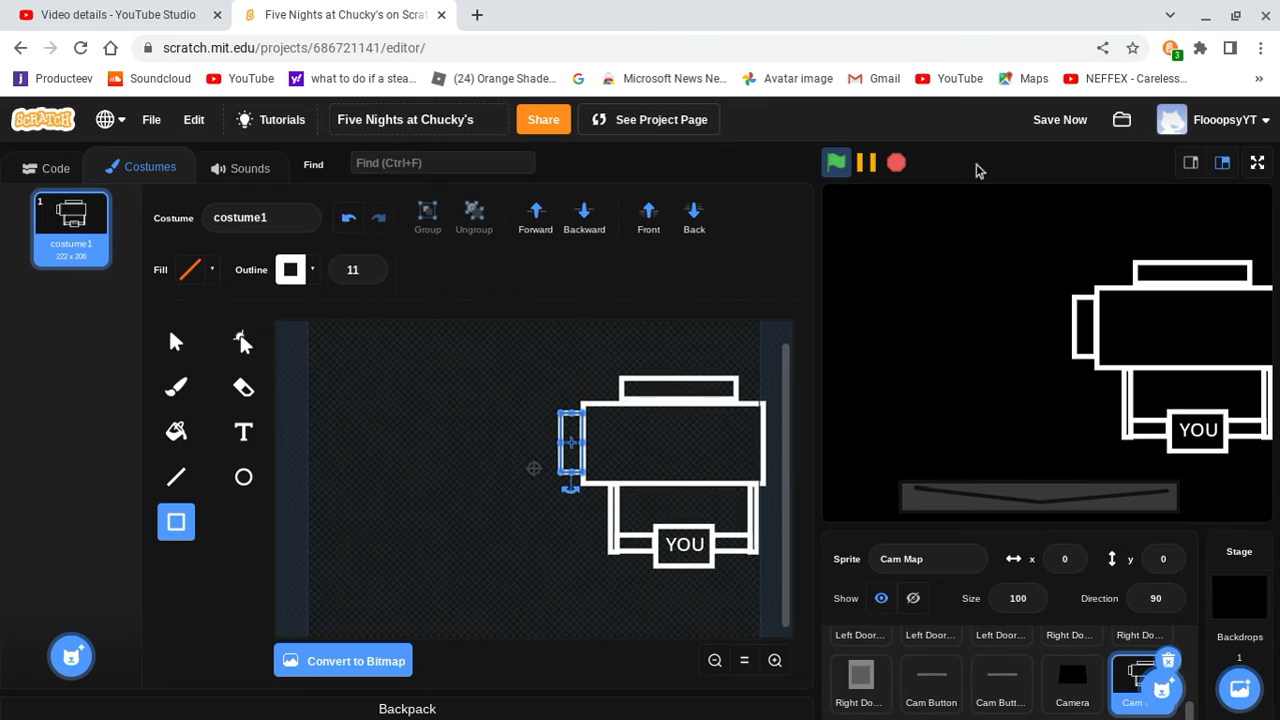 Video details - YouTube Studio
Five Nights at Chucky's on Scrat
scratch.mit.edu/projects/686721141/editor/
3
Producteev
Soundcloud
YouTube
what to do if a stea...
(24) Orange Shade...
Microsoft News Ne...
Avatar image
Gmail
YouTube
Maps
NEFFEX - Careless...
»
SCRATCH
File
Edit
Tutorials
Five Nights at Chucky's
Share
See Project Page
Save Now
FlooopsyYT
Code
Costumes
Sounds
Find
Find (Ctrl+F)
1
costume1
222 x 206
Costume
costume1
Group
Ungroup
Forward
Backward
Front
Back
Fill
Outline
11
T
YOU
YOU
Convert to Bitmap
Backpack
Sprite
Cam Map
x
0
y
0
Show
Size
100
Direction
90
Stage
Left Door...
Left Door...
Left Door...
Right Do...
Right Do...
Backdrops
1
Right Do...
Cam Button
Cam Butt...
Camera